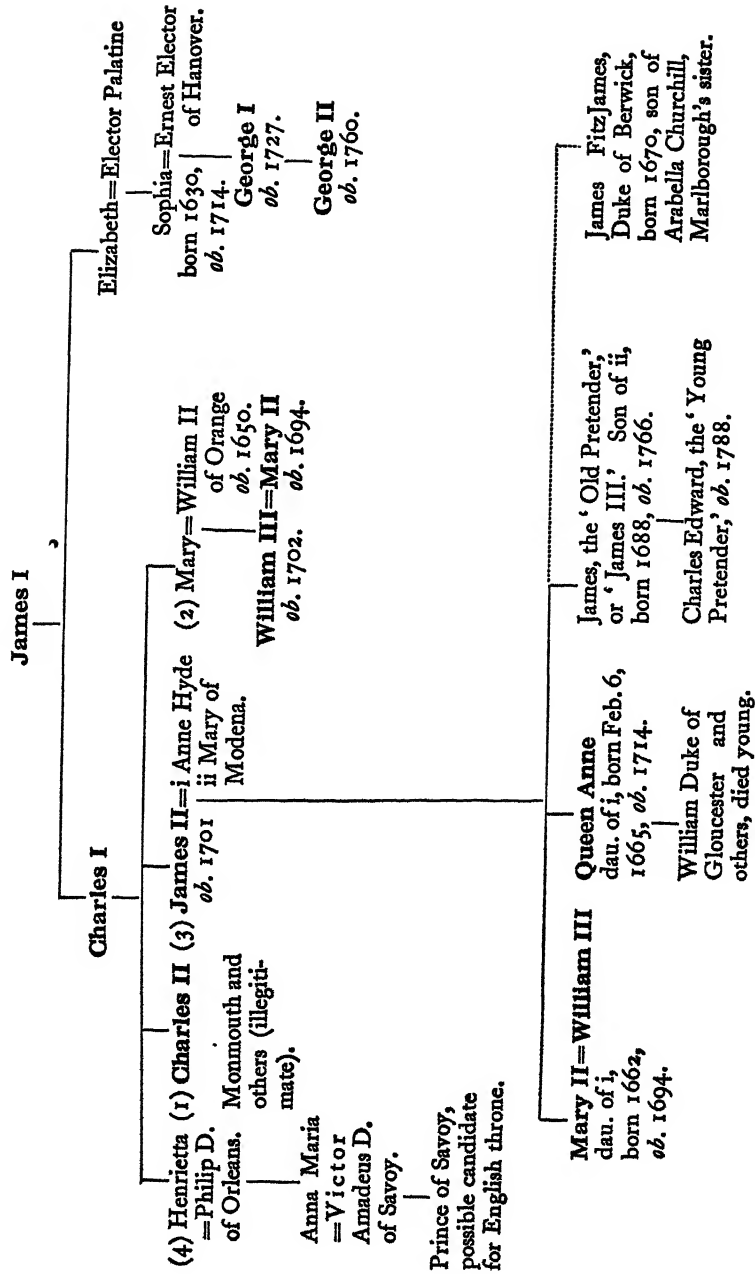 James I
Charles I
Elizabeth=Elector Palatine
Sophia=Ernest Elector
born 1630, of Hanover.
ob. 1714.
George I
ob. 1727.
George II
ob. 1760.
(4) Henrietta
=Philip D.
of Orleans.
Anna Maria
=Victor
Amadeus D.
of Savoy.
Prince of Savoy,
possible candidate
for English throne.
(1) Charles II
Monmouth and
others (illegiti-
mate).
(3) James II=i Anne Hyde
ob. 1701 ii Mary of
Modena.
(2) Mary=William II
of Orange
ob. 1650.
William III=Mary II
ob. 1702. ob. 1694.
Mary II=William III
dau. of i,
born 1662,
ob. 1694.
Queen Anne
dau. of i, born Feb. 6,
1665, ob. 1714.
William Duke of
Gloucester and
others, died young.
James, the ‘Old Pretender,’
or ‘James III.’ Son of ii,
born 1688, ob. 1766.
Charles Edward, the ‘Young
Pretender,’ ob. 1788.
James FitzJames,
Duke of Berwick,
born 1670, son of
Arabella Churchill,
Marlborough's sister.